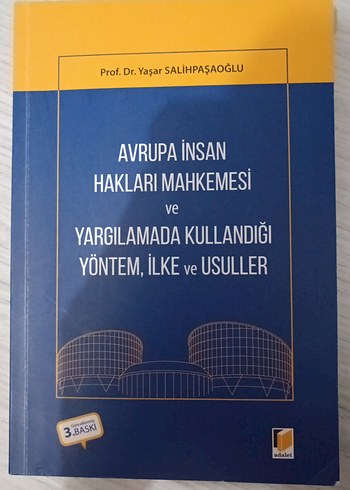 Prof. Dr. Yaşar SALİHPAŞAOĞLU
AVRUPA İNSAN
HAKLARI MAHKEMESİ
ve
YARGILAMADA KULLANDIĞI
YÖNTEM, İLKE ve USULLER
Güncellenmiş
3.BASKI
adalet